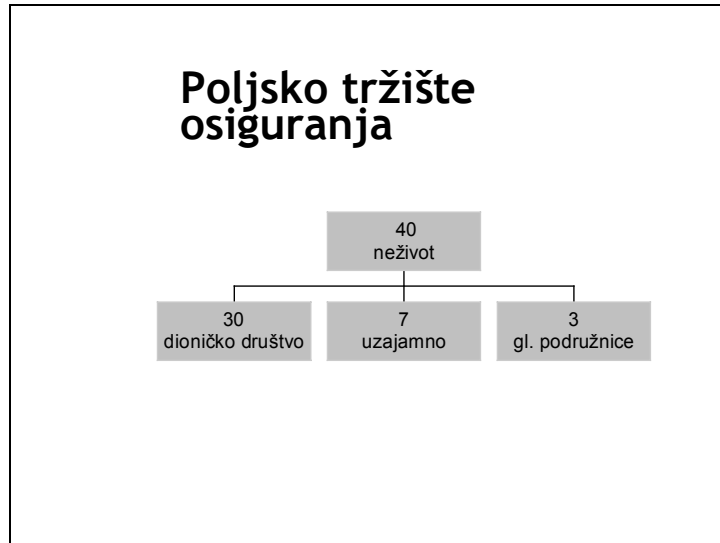 Poljsko tržište
osiguranja
40
neživot
30
dioničko društvo
7
uzajamno
3
gl. podružnice